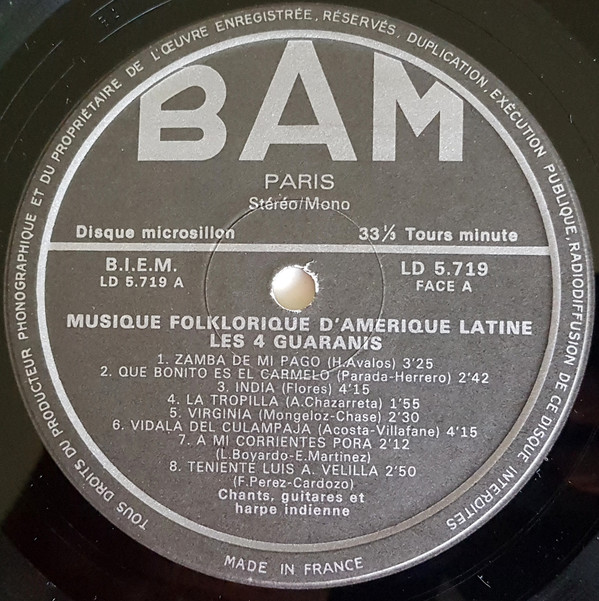 TOUS DROITS DU PRODUCTEUR PHONOGRAPHIQUE ET DU PROPRIÉTAIRE DE L'ŒUVRE ENREGISTRÉE, RÉSERVÉS, DUPLICATION, EXÉCUTION PUBLIQUE, RADIODIFFUSION DE CE DISQUE INTERDITES
BAM
PARIS
Stéréo/Mono
Disque microsillon 33⅓ Tours minute
B.I.E.M. LD 5.719
LD 5.719 A FACE A
MUSIQUE FOLKLORIQUE D'AMERIQUE LATINE
LES 4 GUARANIS
1. ZAMBA DE MI PAGO (H.Avalos) 3'25
2. QUE BONITO ES EL CARMELO (Parada-Herrero) 2'42
3. INDIA (Flores) 4'15
4. LA TROPILLA (A.Chazarreta) 1'55
5. VIRGINIA (Mongeloz-Chase) 2'30
6. VIDALA DEL CULAMPAJA (Acosta-Villafane) 4'15
7. A MI CORRIENTES PORA 2'12
(L.Boyardo-E.Martinez)
8. TENIENTE LUIS A. VELILLA 2'50
(F.Perez-Cardozo)
Chants, guitares et
harpe indienne
MADE IN FRANCE